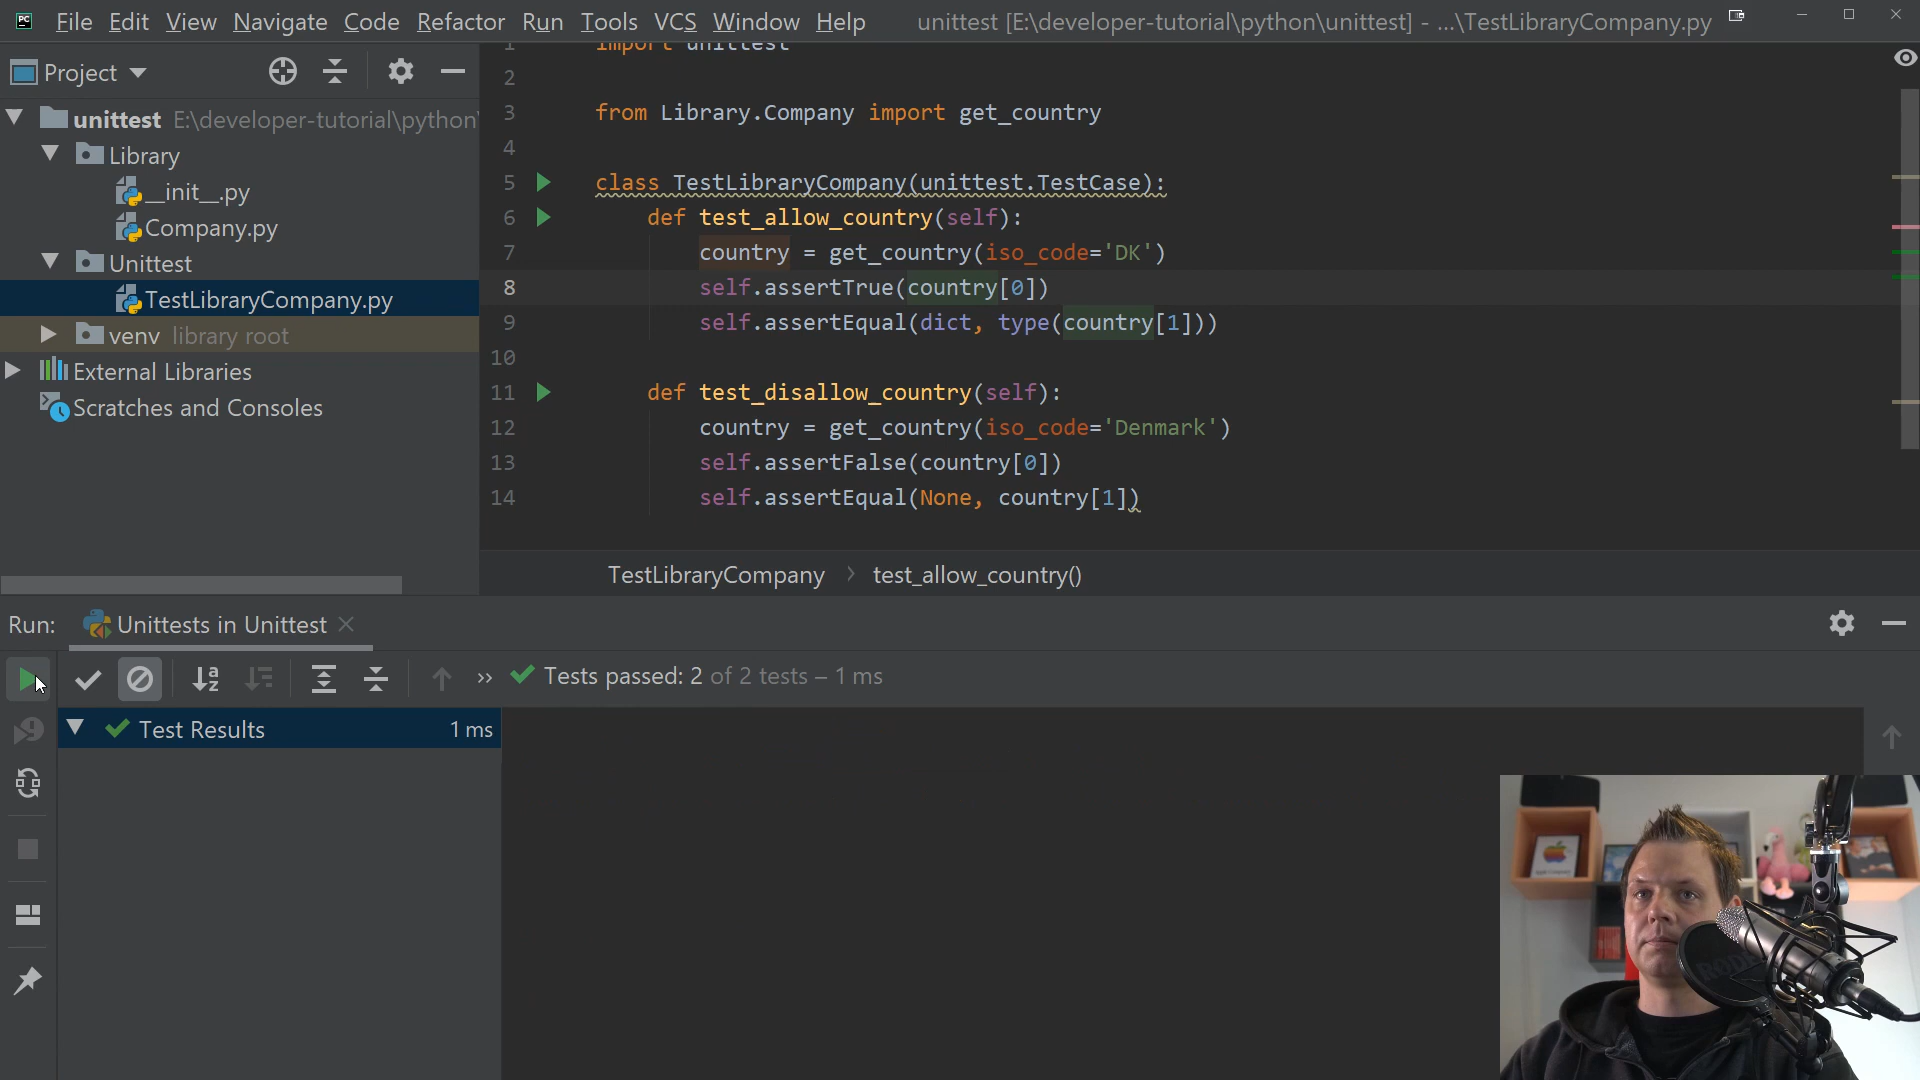 PC File Edit View Navigate Code Refactor Run Tools VCS Window Help unittest [E:\developer-tutorial\python\unittest] - ...\TestLibraryCompany.py
Project
unittest E:\developer-tutorial\python\
Library
__init__.py
Company.py
Unittest
TestLibraryCompany.py
venv library root
External Libraries
Scratches and Consoles
1 import unittest
2
3 from Library.Company import get_country
4
5 class TestLibraryCompany(unittest.TestCase):
6 def test_allow_country(self):
7 country = get_country(iso_code='DK')
8 self.assertTrue(country[0])
9 self.assertEqual(dict, type(country[1]))
10
11 def test_disallow_country(self):
12 country = get_country(iso_code='Denmark')
13 self.assertFalse(country[0])
14 self.assertEqual(None, country[1])
TestLibraryCompany > test_allow_country()
Run: Unittests in Unittest
Tests passed: 2 of 2 tests – 1 ms
Test Results 1 ms
RODE